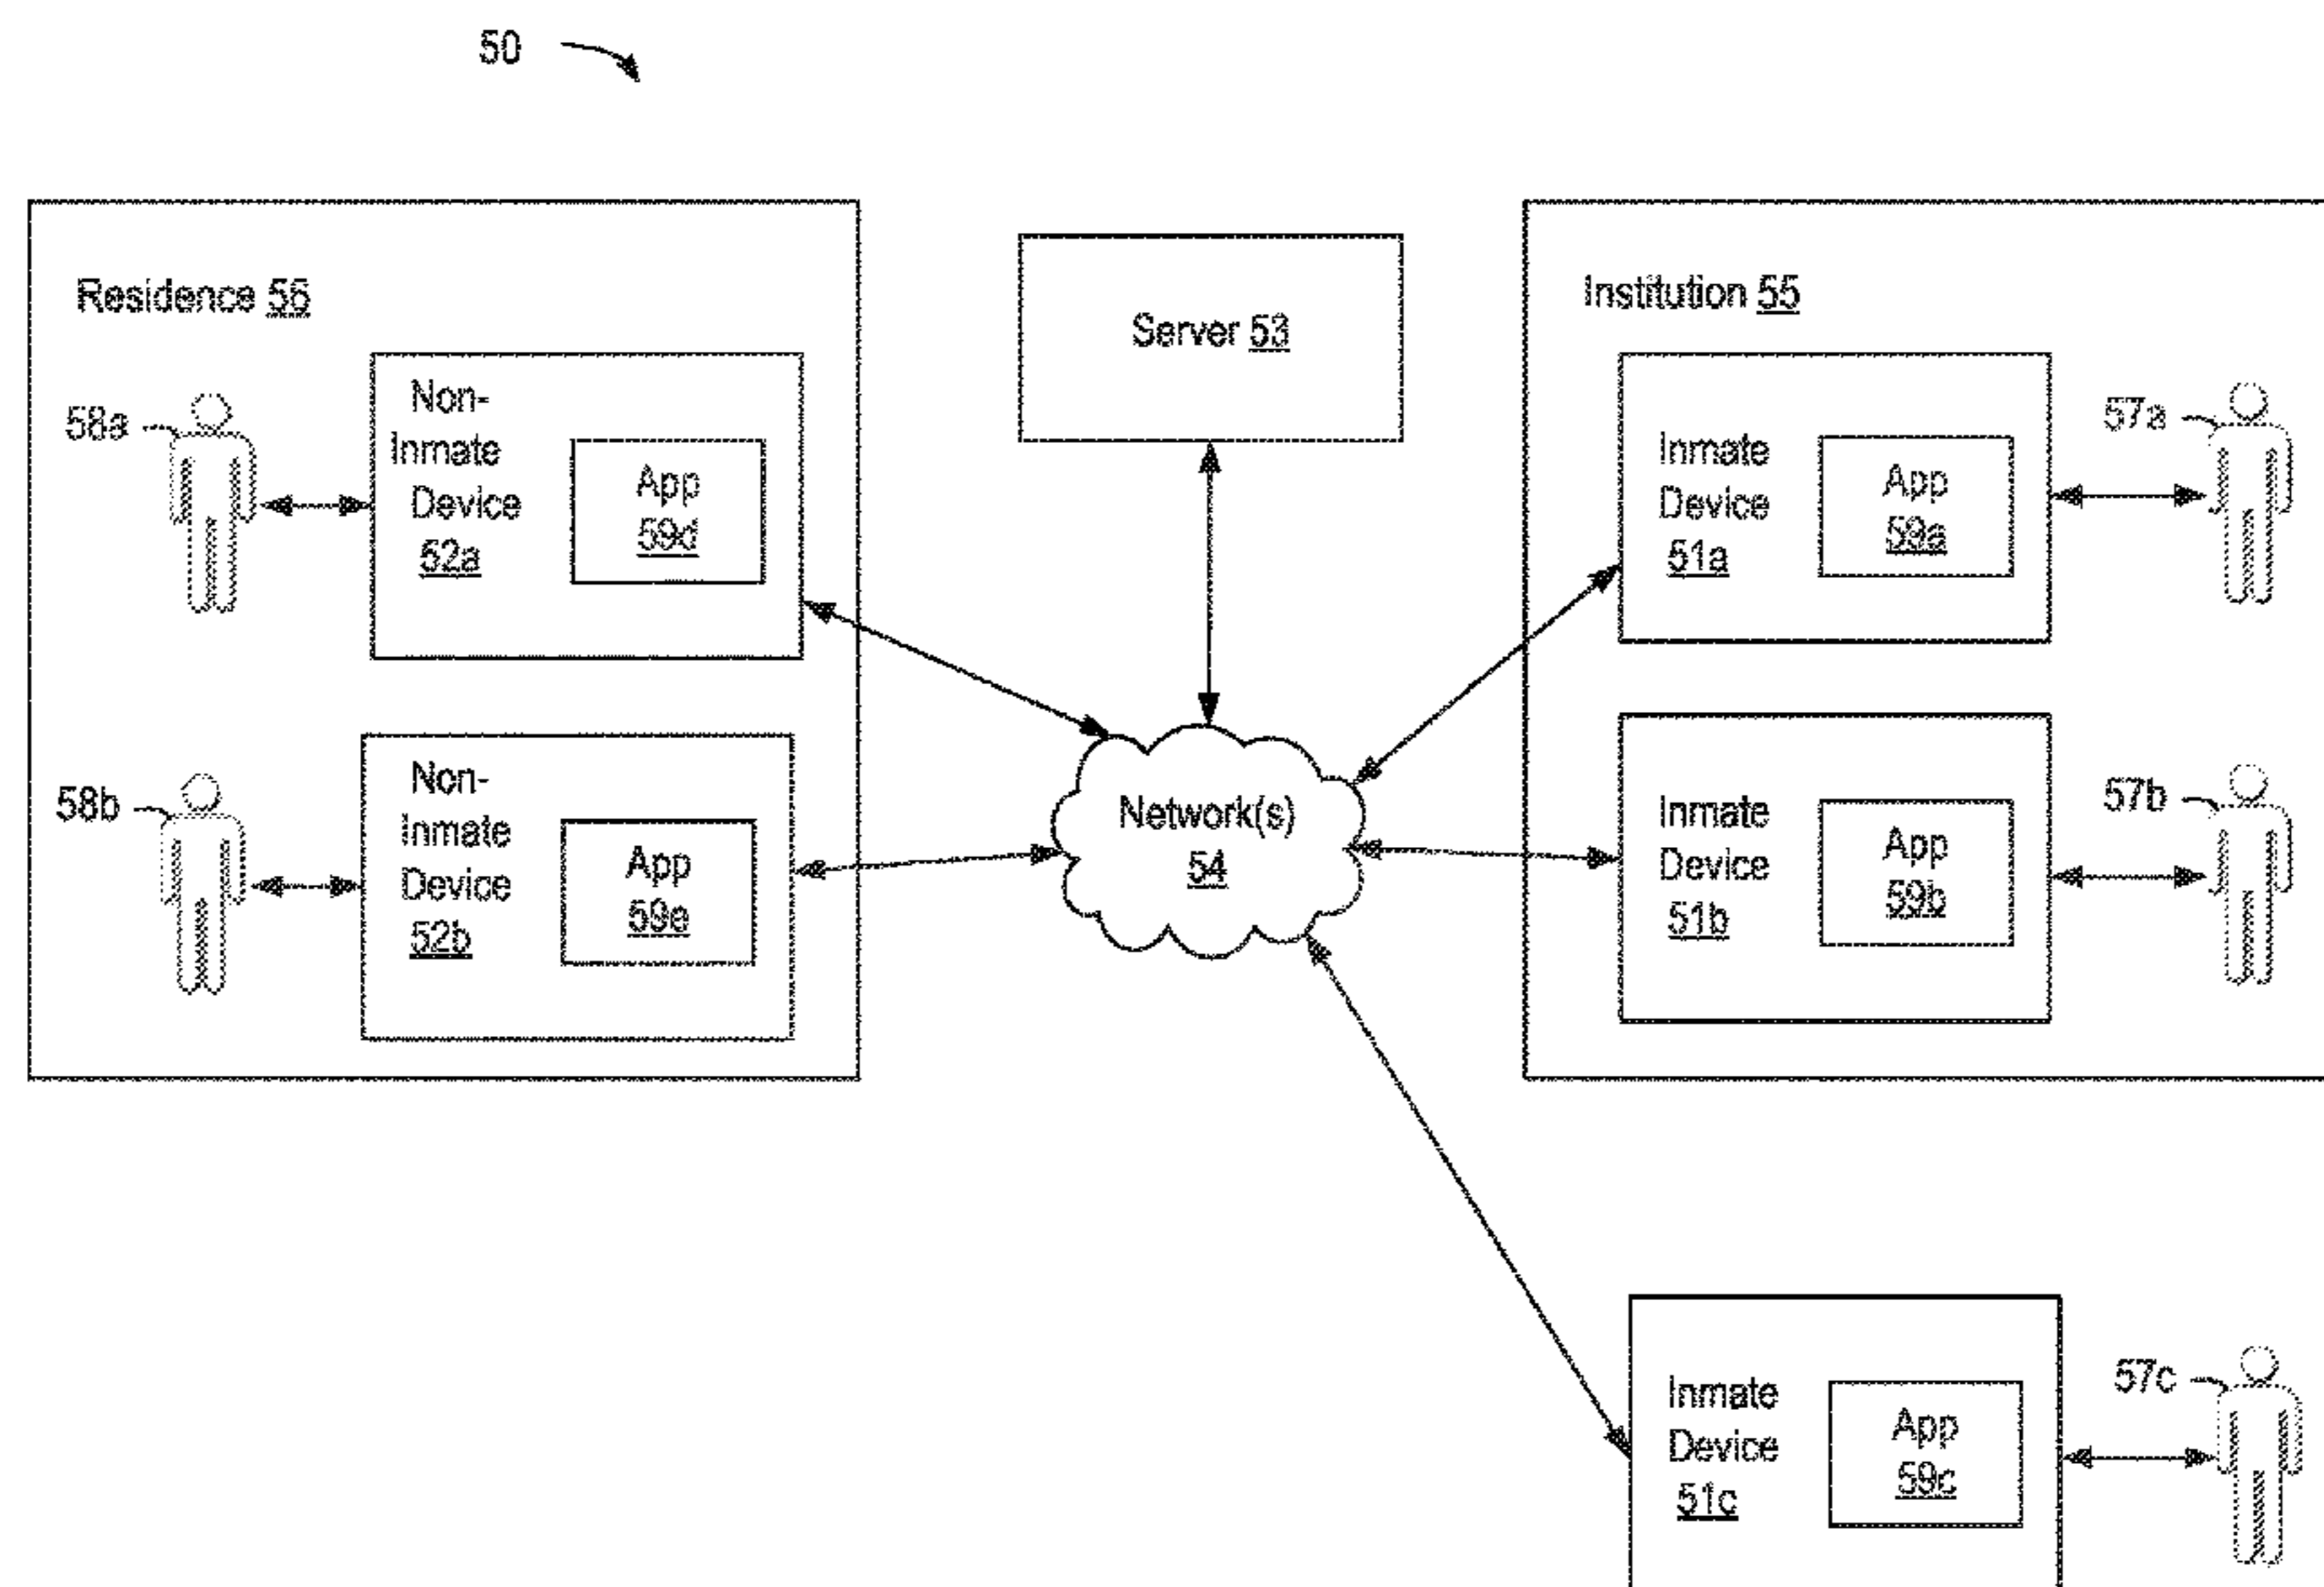 50
Residence 56
58a
Non-
Inmate
Device
52a
App
59d
58b
Non-
Inmate
Device
52b
App
59e
Server 53
Network(s)
54
Institution 55
Inmate
Device
51a
App
59a
57a
Inmate
Device
51b
App
59b
57b
Inmate
Device
51c
App
59c
57c